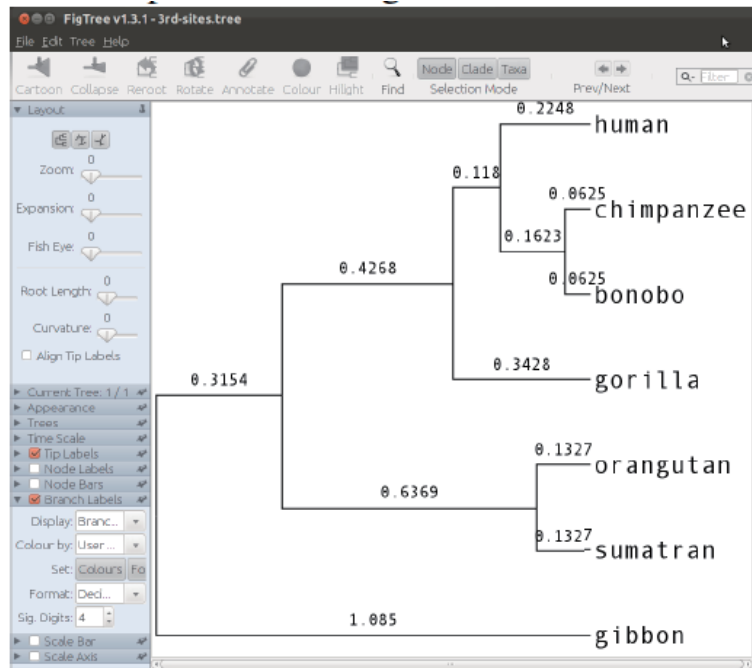 FigTree v1.3.1 - 3rd-sites.tree
File Edit Tree Help
Cartoon Collapse Reroot Rotate Annotate Colour Hilight Find
Node Clade Taxa
Selection Mode
Prev/Next
Filter
Layout
Zoom: 0
Expansion: 0
Fish Eye: 0
Root Length: 0
Curvature: 0
Align Tip Labels
Current Tree: 1 / 1
Appearance
Trees
Time Scale
Tip Labels
Node Labels
Node Bars
Branch Labels
Display: Branc...
Colour by: User ...
Set: Colours Fo
Format: Deci...
Sig. Digits: 4
Scale Bar
Scale Axis
0.2248
human
0.118
0.0625
chimpanzee
0.1623
0.4268
0.0625
bonobo
0.3428
gorilla
0.3154
0.1327
orangutan
0.6369
0.1327
sumatran
1.085
gibbon